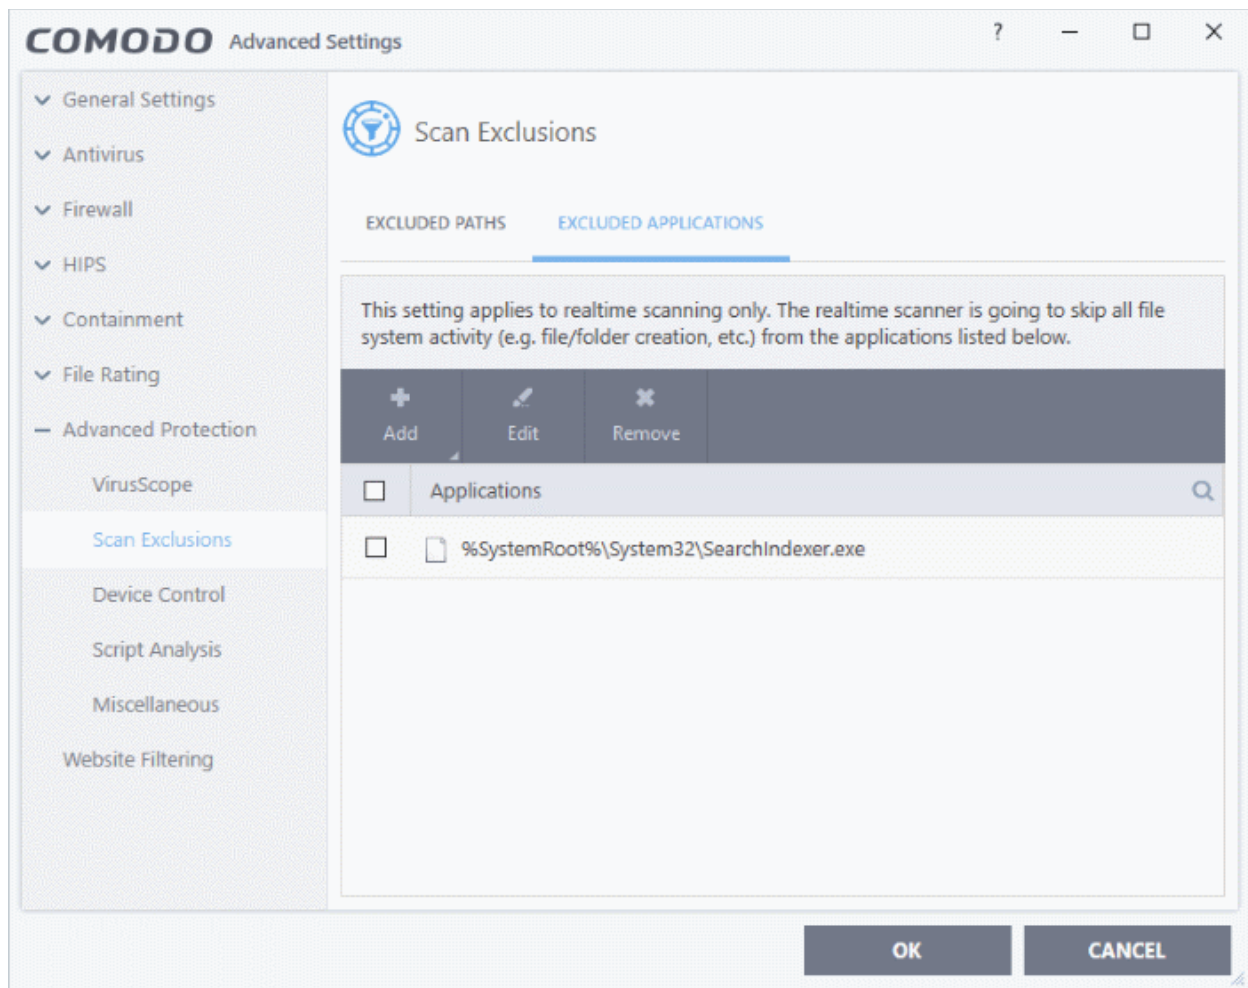 COMODO Advanced Settings
?
General Settings
Antivirus
Firewall
HIPS
Containment
File Rating
Advanced Protection
VirusScope
Scan Exclusions
Device Control
Script Analysis
Miscellaneous
Website Filtering
Scan Exclusions
EXCLUDED PATHS EXCLUDED APPLICATIONS
This setting applies to realtime scanning only. The realtime scanner is going to skip all file
system activity (e.g. file/folder creation, etc.) from the applications listed below.
Add Edit Remove
Applications
%SystemRoot%\System32\SearchIndexer.exe
OK CANCEL